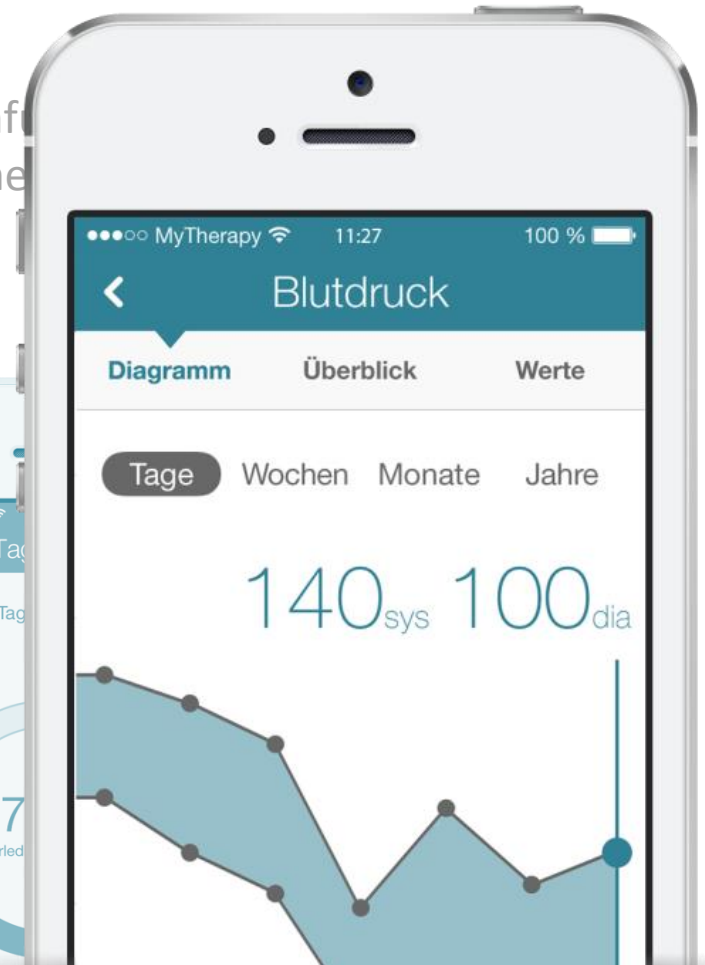 MyTherapy 11:27 100 %
Blutdruck
Diagramm Überblick Werte
Tage Wochen Monate Jahre
140sys 100dia